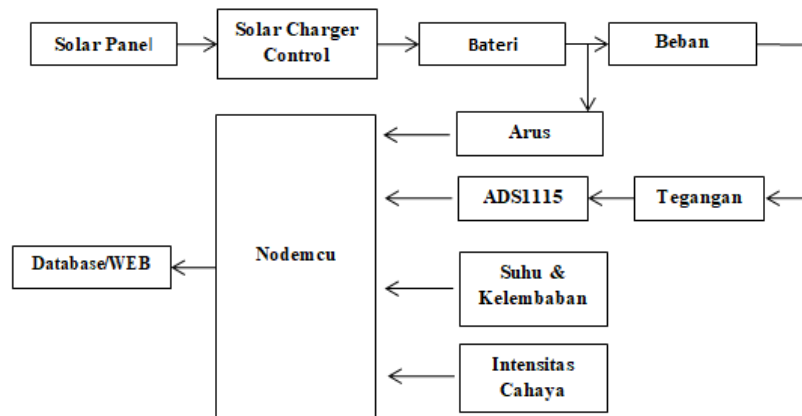 Solar Panel
Solar Charger
Control
Bateri
Beban
Arus
ADS1115
Tegangan
Nodemcu
Database/WEB
Suhu &
Kelembaban
Intensitas
Cahaya